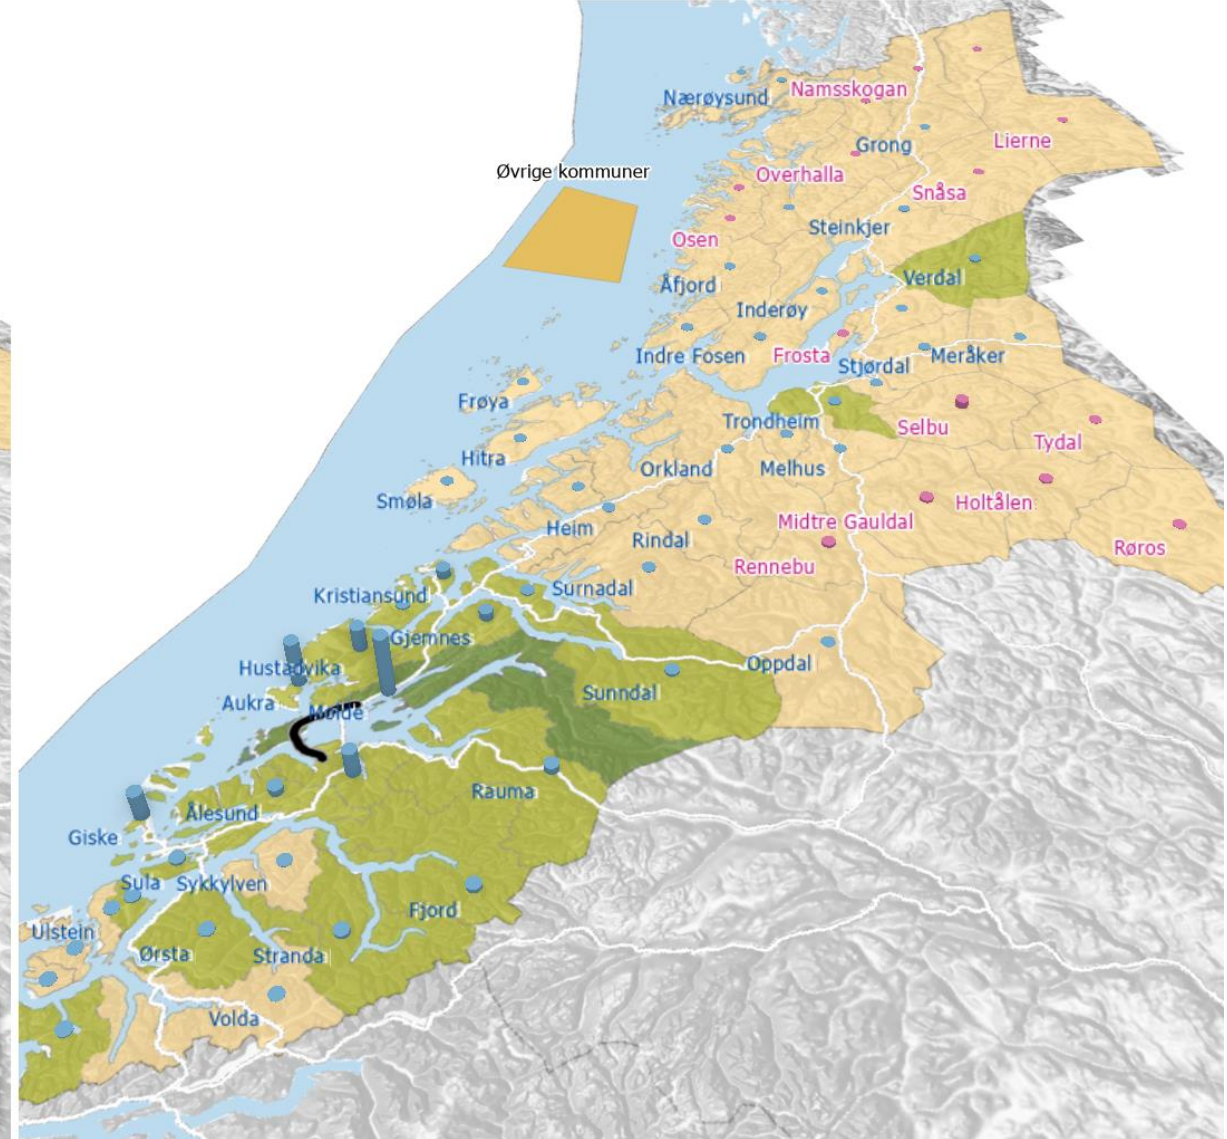 Nærøysund
Namsskogan
Grong
Lierne
Øvrige kommuner
Overhalla
Snåsa
Osen
Steinkjer
Åfjord
Verdal
Inderøy
Indre Fosen
Frosta
Stjørdal
Meråker
Frøya
Trondheim
Selbu
Tydal
Hitra
Orkland
Melhus
Smøla
Heim
Rindal
Midtre Gauldal
Holtålen
Røros
Rennebu
Kristiansund
Surnadal
Gjemnes
Hustadvika
Oppdal
Aukra
Molde
Sunndal
Rauma
Ålesund
Giske
Sula
Sykkylven
Fjord
Ulstein
Ørsta
Stranda
Volda